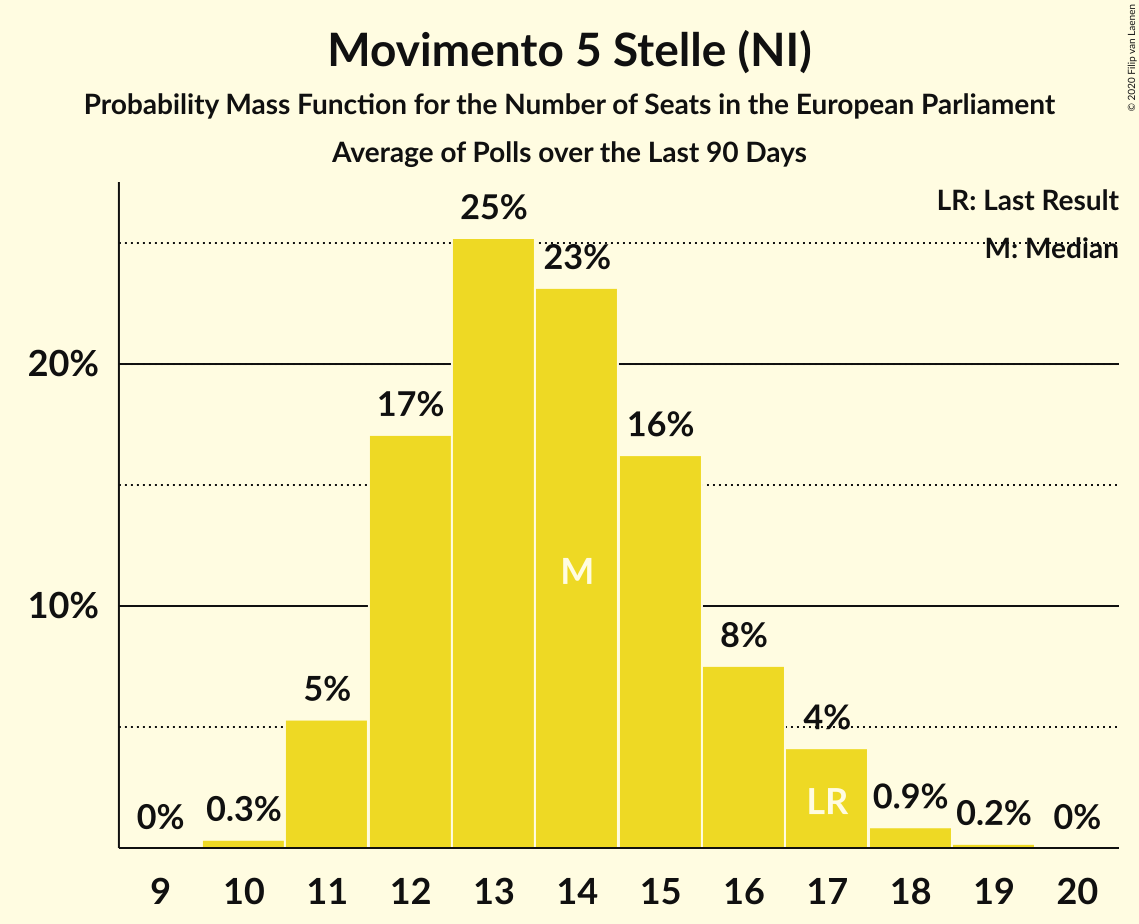 Movimento 5 Stelle (NI)
Probability Mass Function for the Number of Seats in the European Parliament
Average of Polls over the Last 90 Days
© 2020 Filip van Laenen
LR: Last Result
M: Median
25%
23%
20%
17%
16%
M
10%
8%
5%
4%
LR
0%
0.3%
0.9%
0.2%
0%
9 10 11 12 13 14 15 16 17 18 19 20